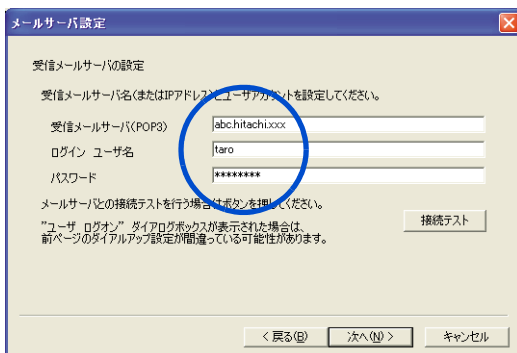 メールサーバ設定
受信メールサーバの設定
受信メールサーバ名(またはIPアドレス)とユーザアカウントを設定してください。
受信メールサーバ(POP3)
abc.hitachi.xxx
ログイン ユーザ名
taro
パスワード
********
メールサーバとの接続テストを行う場合はボタンを押してください。
"ユーザ ログオン" ダイアログボックスが表示された場合は、
前ページのダイアルアップ設定が間違っている可能性があります。
接続テスト
< 戻る(B)
次へ(N) >
キャンセル